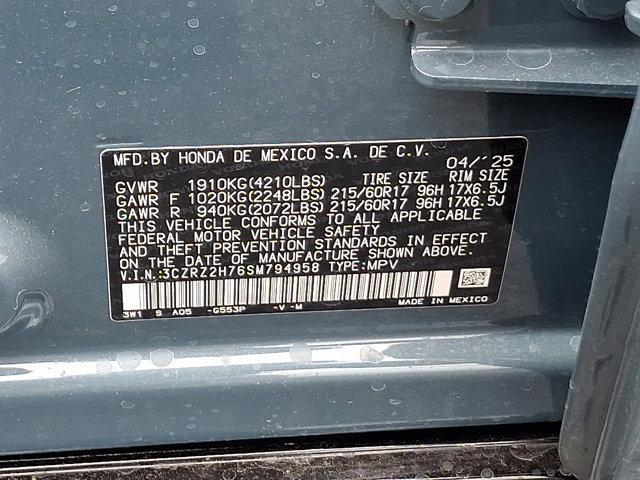 MFD. BY HONDA DE MEXICO S.A. DE C.V. 04/'25
GVWR 1910KG(4210LBS) TIRE SIZE RIM SIZE
GAWR F 1020KG(2248LBS) 215/60R17 96H 17X6.5J
GAWR R 940KG(2072LBS) 215/60R17 96H 17X6.5J
THIS VEHICLE CONFORMS TO ALL APPLICABLE
FEDERAL MOTOR VEHICLE SAFETY
AND THEFT PREVENTION STANDARDS IN EFFECT
ON THE DATE OF MANUFACTURE SHOWN ABOVE.
V.I.N.:3CZRZ2H76SM794958 TYPE:MPV
MADE IN MEXICO
3W1 S A05 -G553P -V -M